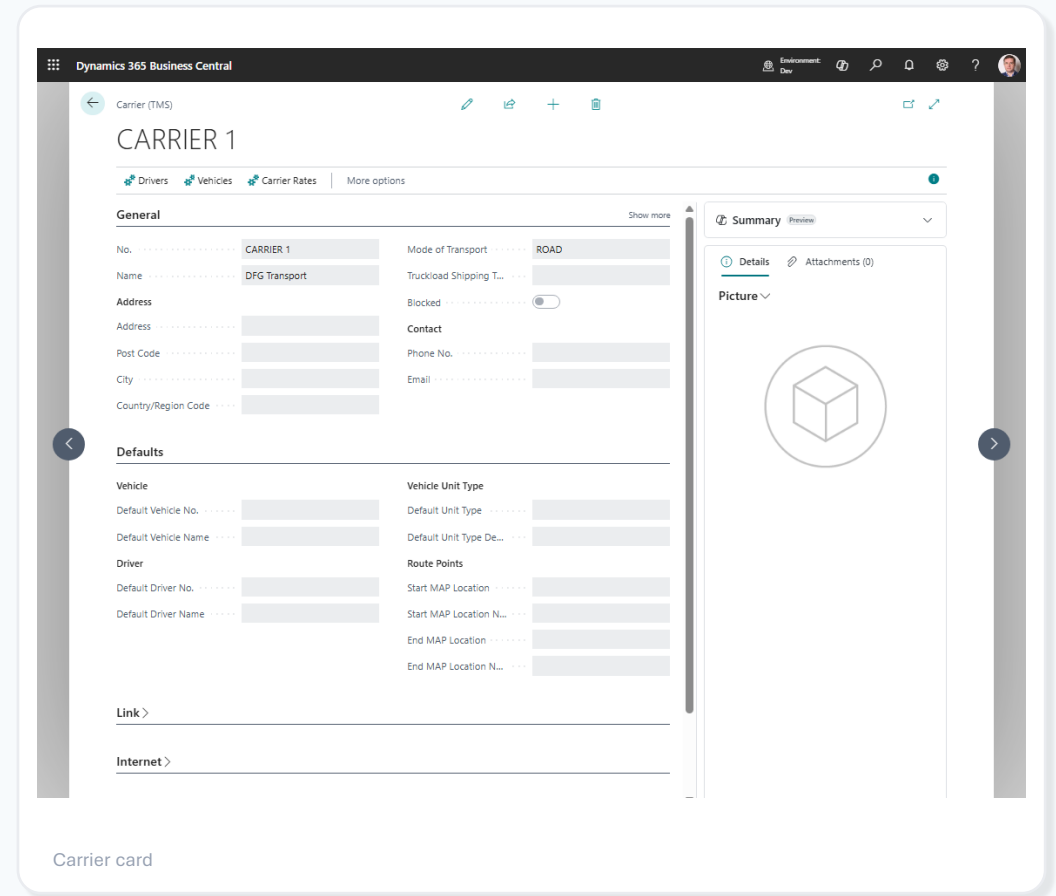 Dynamics 365 Business Central
Environment:
Dev
Carrier (TMS)
CARRIER 1
Drivers Vehicles Carrier Rates More options
General Show more
No. CARRIER 1
Name DFG Transport
Address
Address
Post Code
City
Country/Region Code
Mode of Transport ROAD
Truckload Shipping T...
Blocked
Contact
Phone No.
Email
Defaults
Vehicle
Default Vehicle No.
Default Vehicle Name
Driver
Default Driver No.
Default Driver Name
Vehicle Unit Type
Default Unit Type
Default Unit Type De...
Route Points
Start MAP Location
Start MAP Location N...
End MAP Location
End MAP Location N...
Link
Internet
Summary Preview
Details Attachments (0)
Picture
Carrier card